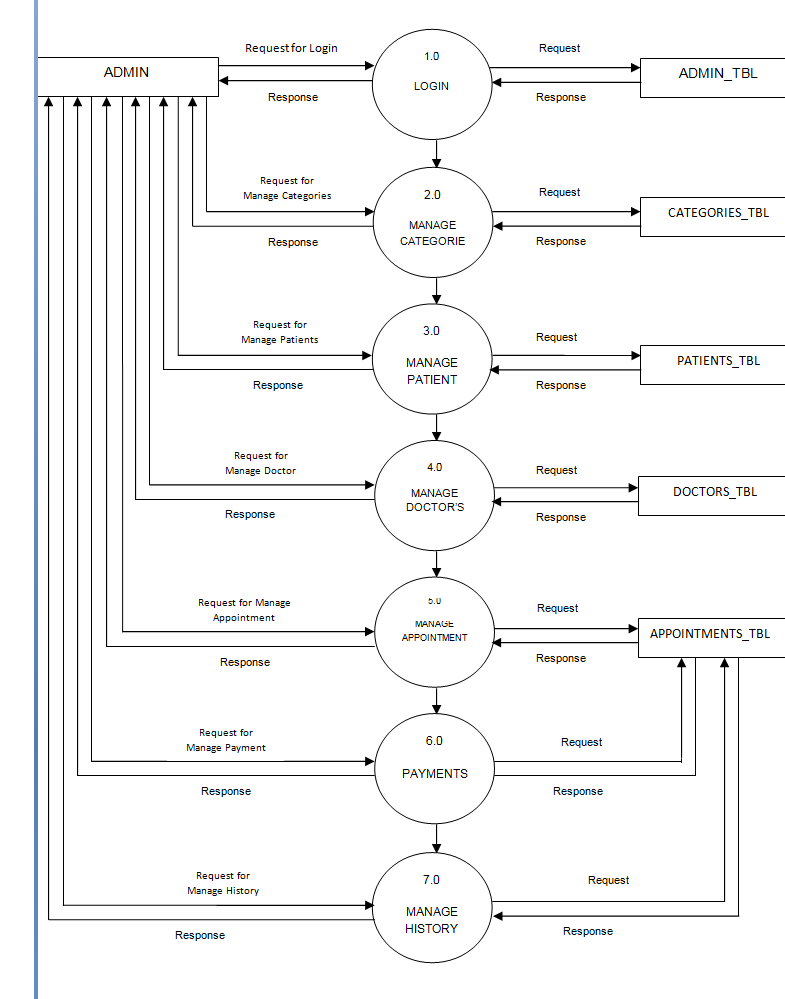 Request for Login
1.0
Request
ADMIN
LOGIN
ADMIN_TBL
Response
Response
Request for
Manage Categories
2.0
Request
MANAGE
CATEGORIE
CATEGORIES_TBL
Response
Response
Request for
Manage Patients
3.0
Request
MANAGE
PATIENT
PATIENTS_TBL
Response
Response
Request for
Manage Doctor
4.0
Request
MANAGE
DOCTOR'S
DOCTORS_TBL
Response
Response
Request for Manage
Appointment
5.0
Request
MANAGE
APPOINTMENT
APPOINTMENTS_TBL
Response
Response
Request for
Manage Payment
6.0
Request
PAYMENTS
Response
Response
Request for
Manage History
7.0
Request
MANAGE
HISTORY
Response
Response